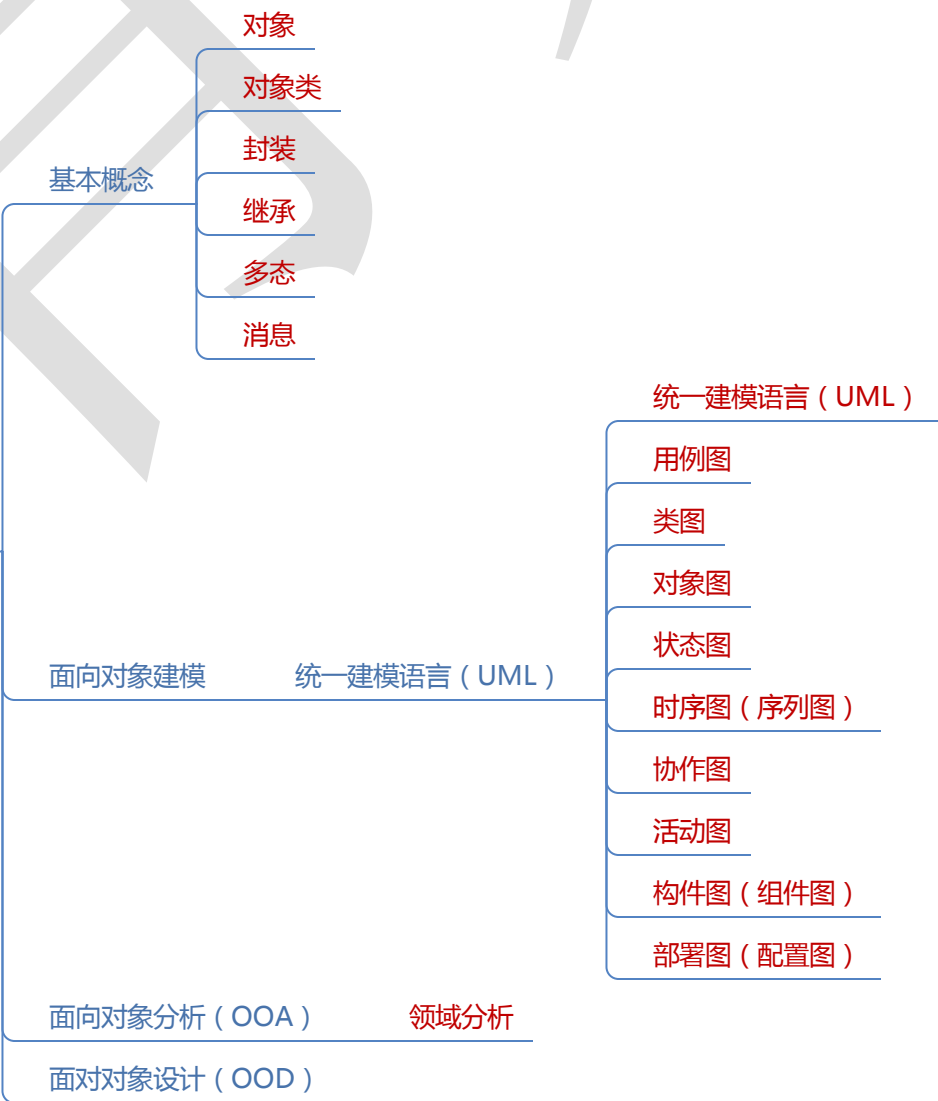 对象
对象类
封装
基本概念
继承
多态
消息
统一建模语言（UML）
用例图
类图
对象图
状态图
面向对象建模 统一建模语言（UML）
时序图（序列图）
协作图
活动图
构件图（组件图）
部署图（配置图）
面向对象分析（OOA） 领域分析
面对对象设计（OOD）